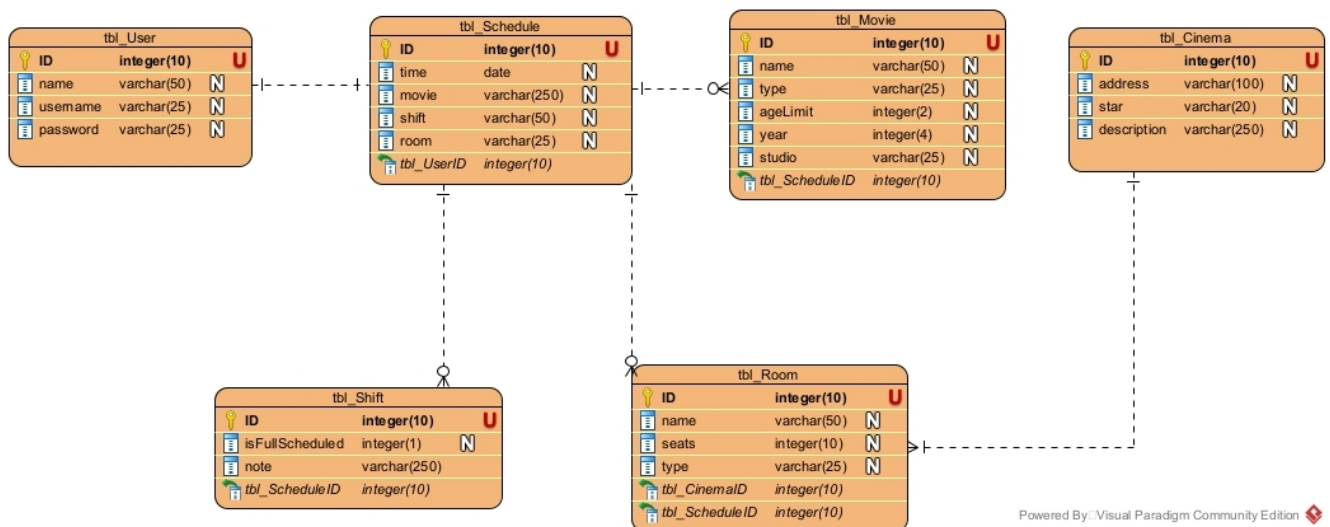 tbl_User
ID integer(10) U
name varchar(50) N
username varchar(25) N
password varchar(25) N
tbl_Schedule
ID integer(10) U
time date N
movie varchar(250) N
shift varchar(50) N
room varchar(25) N
tbl_UserID integer(10)
tbl_Movie
ID integer(10) U
name varchar(50) N
type varchar(25) N
ageLimit integer(2) N
year integer(4) N
studio varchar(25) N
tbl_ScheduleID integer(10)
tbl_Cinema
ID integer(10) U
address varchar(100) N
star varchar(20) N
description varchar(250) N
tbl_Shift
ID integer(10) U
isFullScheduled integer(1) N
note varchar(250)
tbl_ScheduleID integer(10)
tbl_Room
ID integer(10) U
name varchar(50) N
seats integer(10) N
type varchar(25) N
tbl_CinemaID integer(10)
tbl_ScheduleID integer(10)
Powered By Visual Paradigm Community Edition